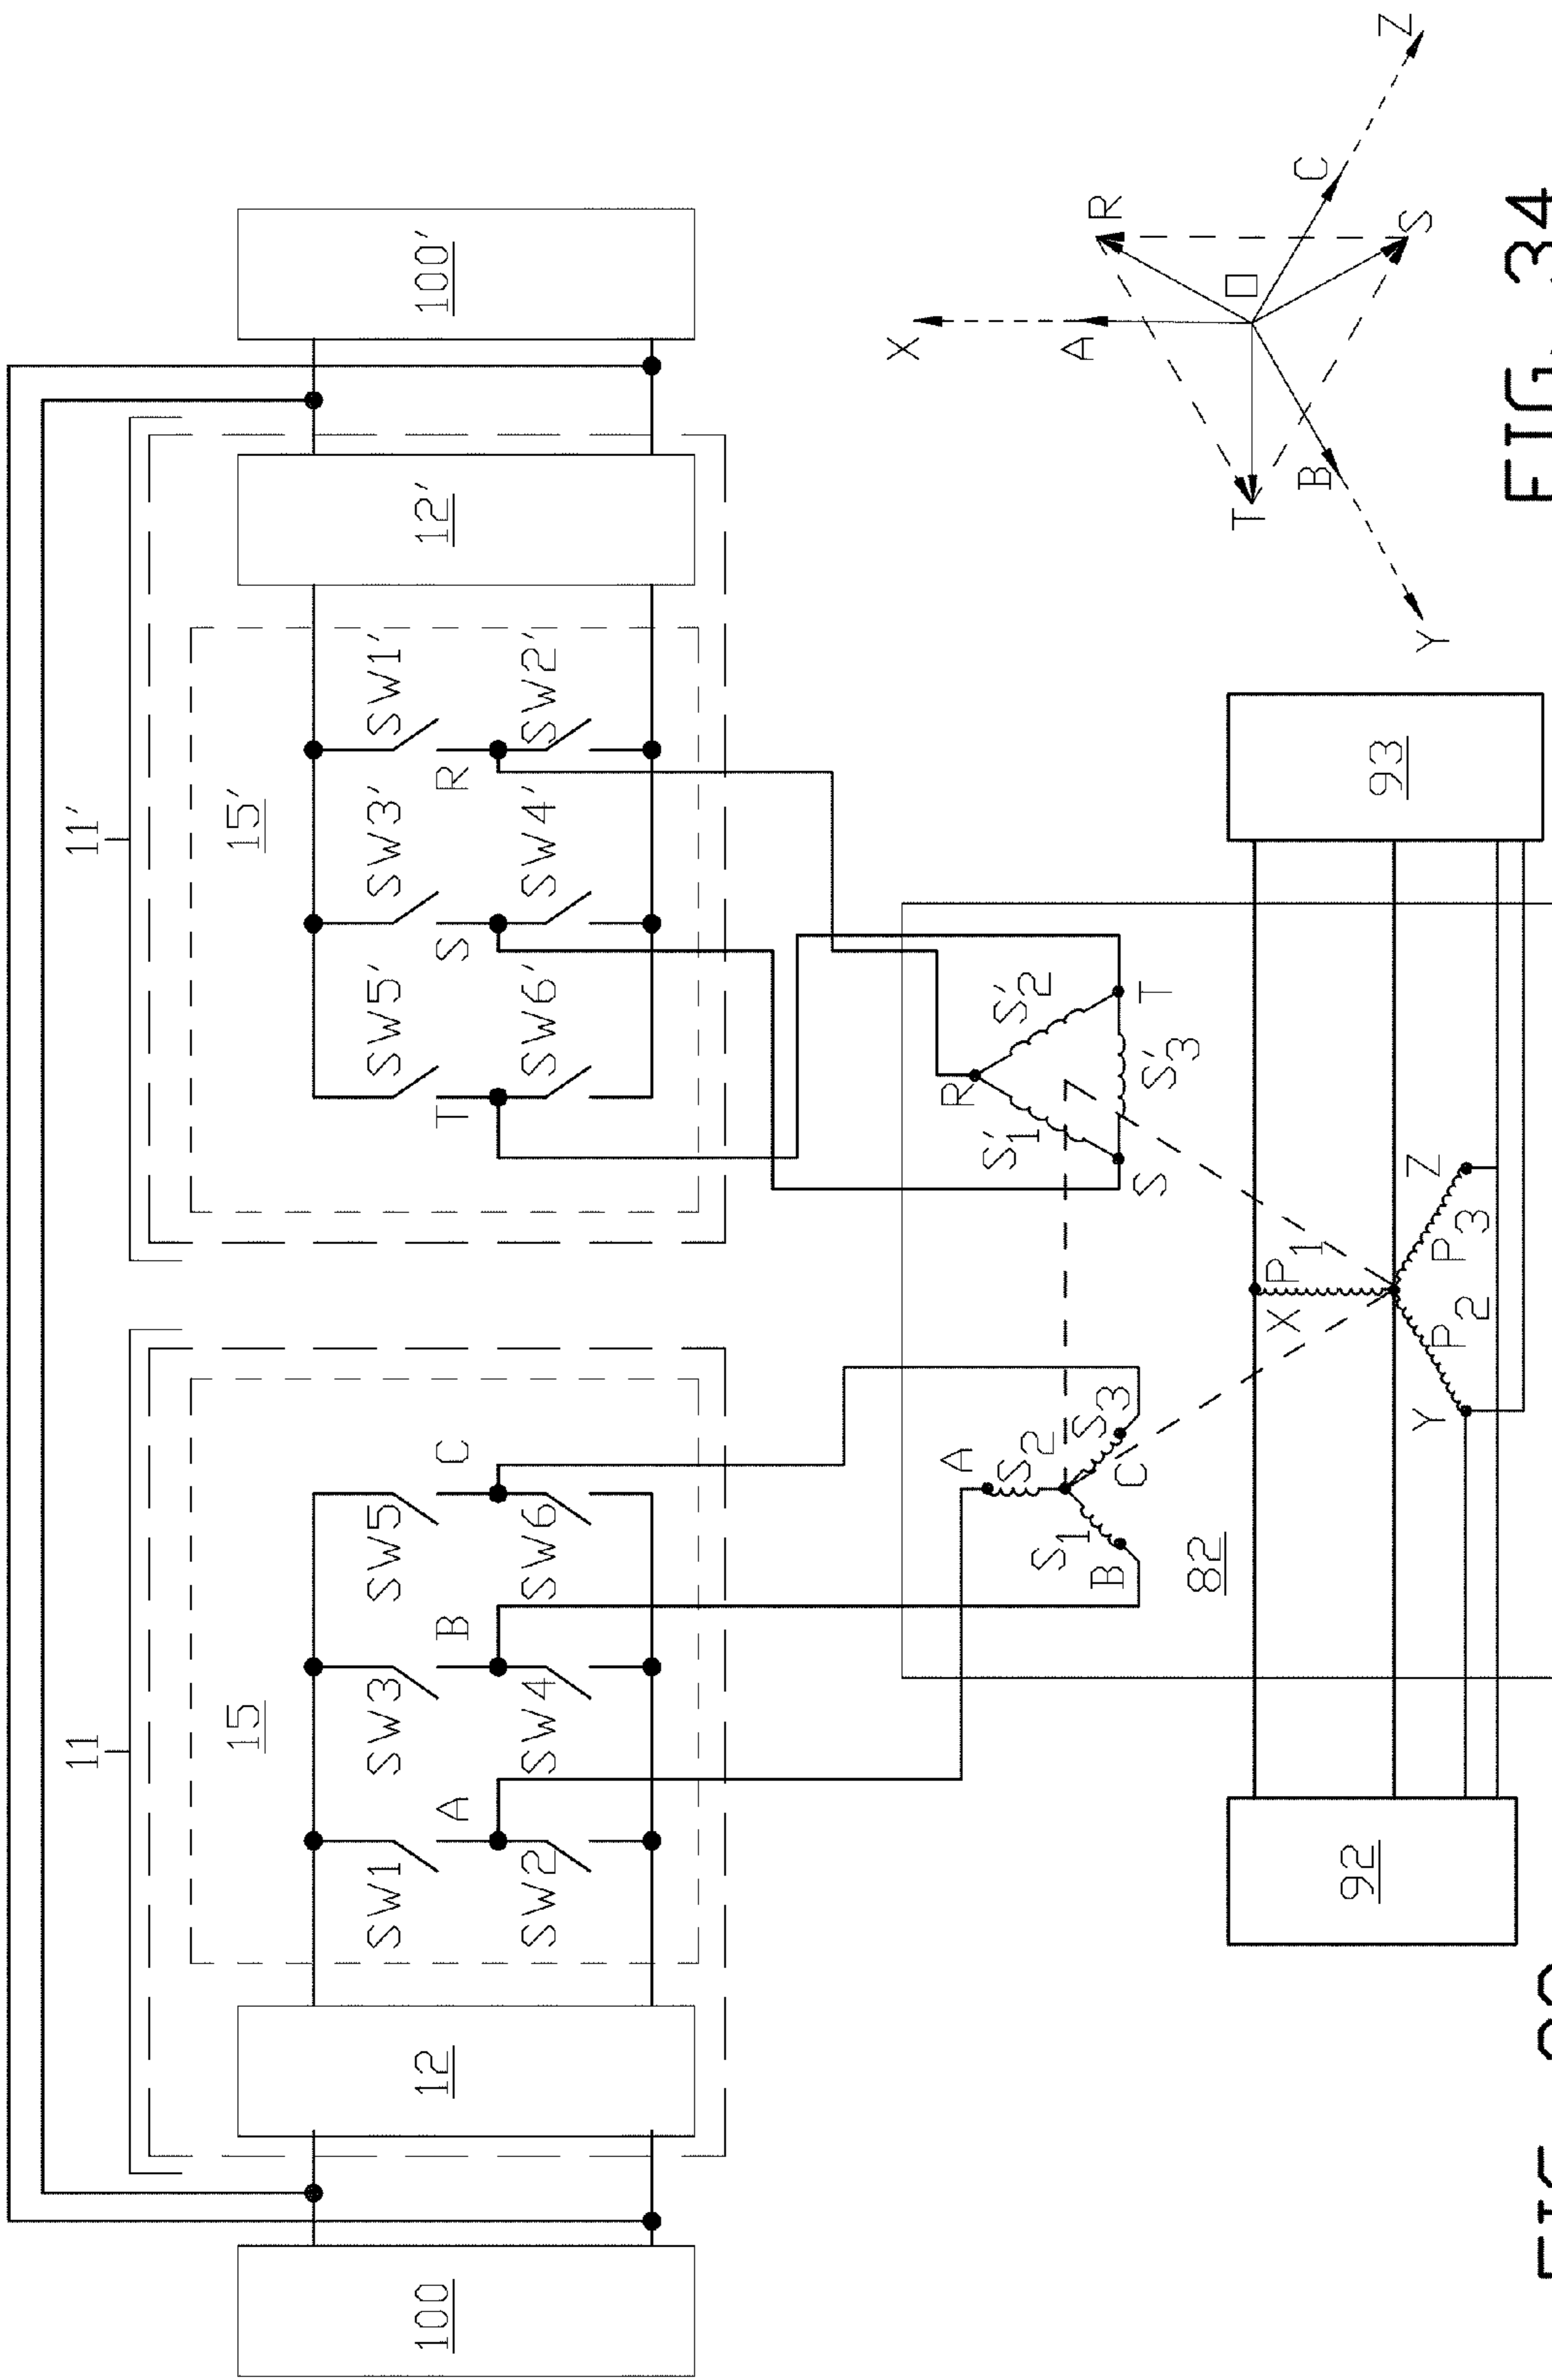 11
11′
100
12
15
SW1
SW3
SW5
A
B
C
SW2
SW4
SW6
15′
SW5′
SW3′
SW1′
T
S
R
SW6′
SW4′
SW2′
12′
100′
A
S2
S1
S3
B
C
82
R
S′1
S′2
S
S′3
T
92
X
P1
P2
P3
Y
Z
93
X
R
A
O
T
B
C
S
Y
Z
FIG. 34